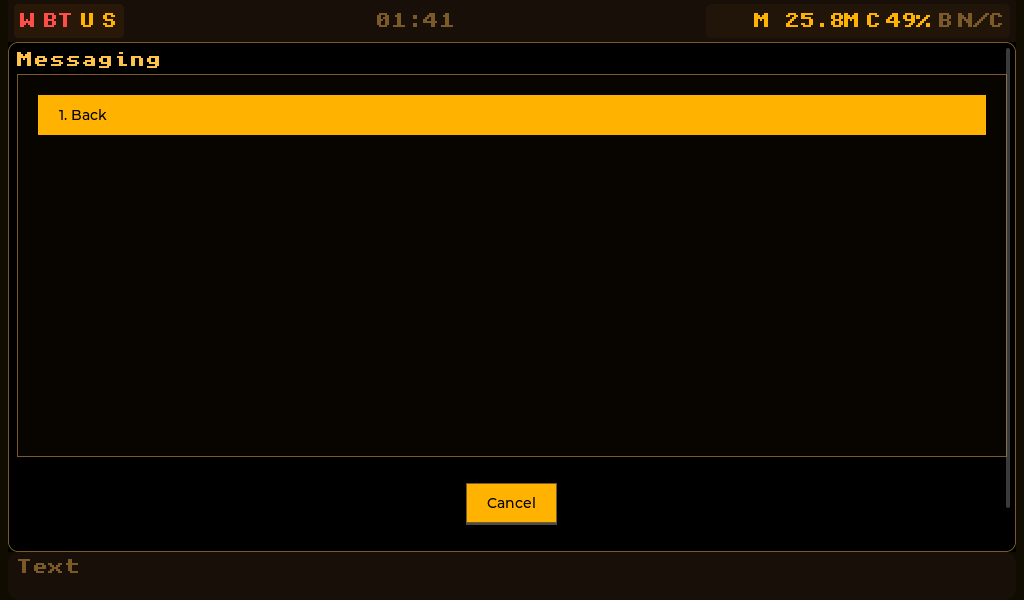 W BT U S 01:41 M 25.8M C 49% B N/C
Messaging
1. Back
Cancel
Text